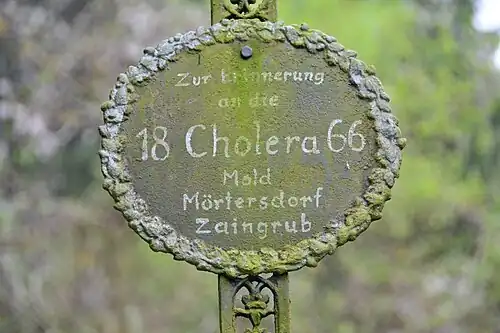 Zur Erinnerung
an die
18 Cholera 66
Mold
Mörtersdorf
Zaingrub